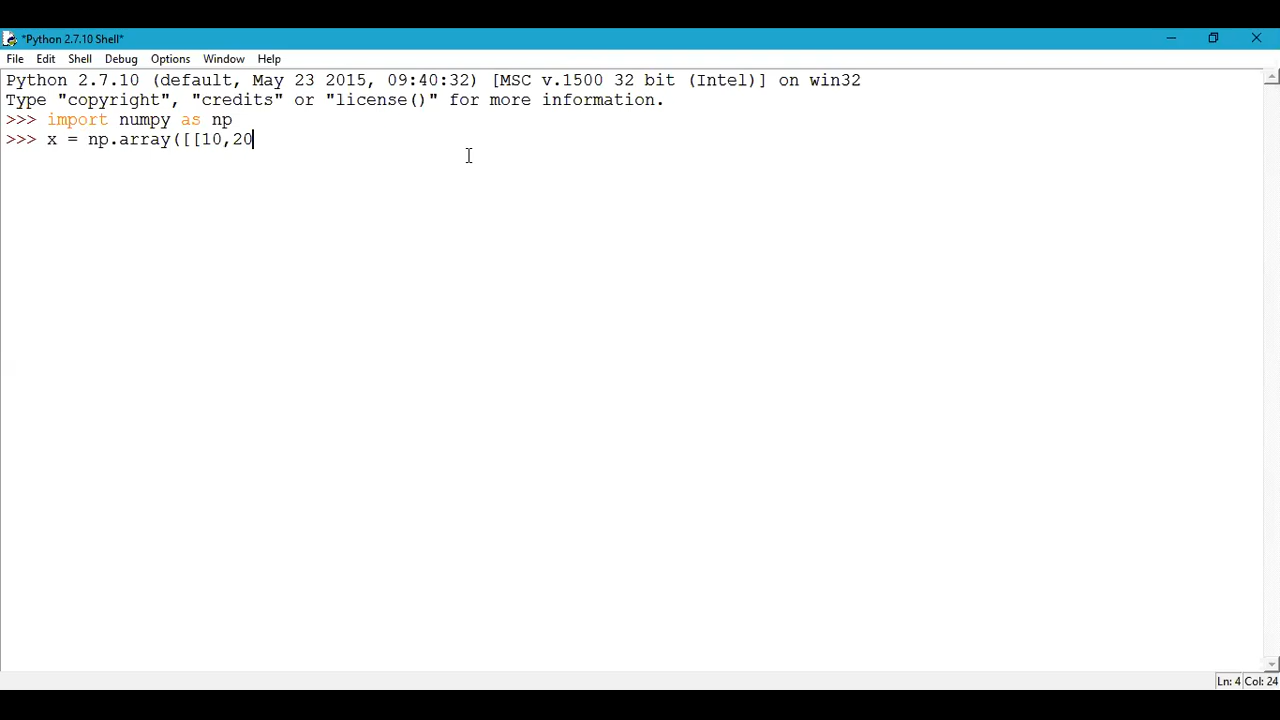 *Python 2.7.10 Shell*
File Edit Shell Debug Options Window Help
Python 2.7.10 (default, May 23 2015, 09:40:32) [MSC v.1500 32 bit (Intel)] on win32
Type "copyright", "credits" or "license()" for more information.
>>> import numpy as np
>>> x = np.array([[10,20
Ln: 4 Col: 24